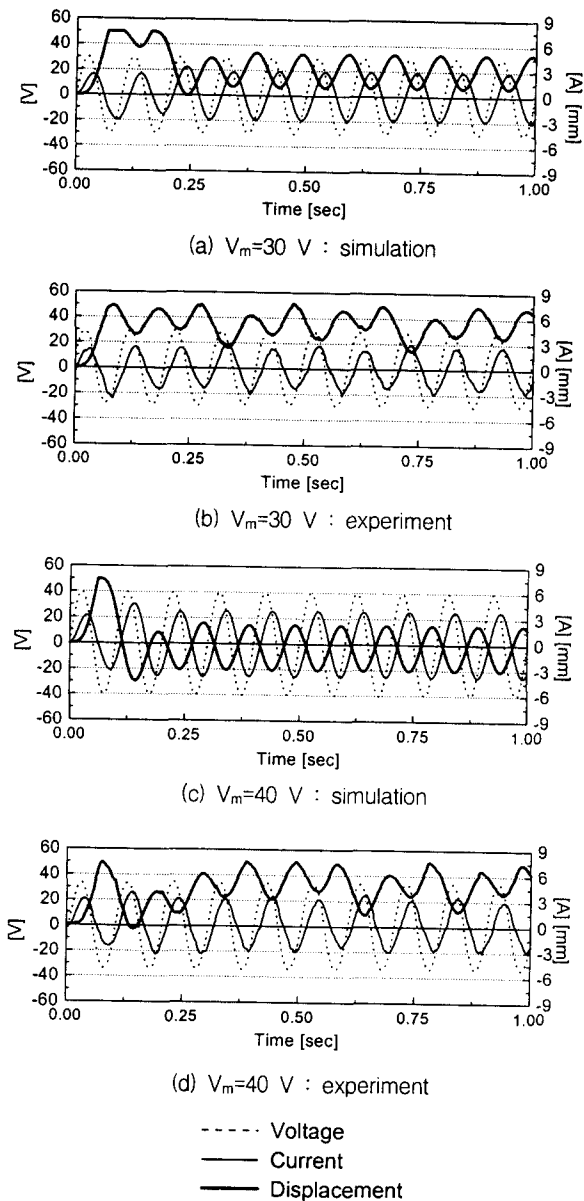 60
40
20
0
-20
-40
-60
[V]
9
6
3
0
-3
-6
-9
[A] [mm]
0.00 0.25 0.50 0.75 1.00
Time [sec]
(a) Vm=30 V : simulation
60
40
20
0
-20
-40
-60
[V]
9
6
3
0
-3
-6
-9
[A] [mm]
0.00 0.25 0.50 0.75 1.00
Time [sec]
(b) Vm=30 V : experiment
60
40
20
0
-20
-40
-60
[V]
9
6
3
0
-3
-6
-9
[A] [mm]
0.00 0.25 0.50 0.75 1.00
Time [sec]
(c) Vm=40 V : simulation
60
40
20
0
-20
-40
-60
[V]
9
6
3
0
-3
-6
-9
[A] [mm]
0.00 0.25 0.50 0.75 1.00
Time [sec]
(d) Vm=40 V : experiment
Voltage
Current
Displacement